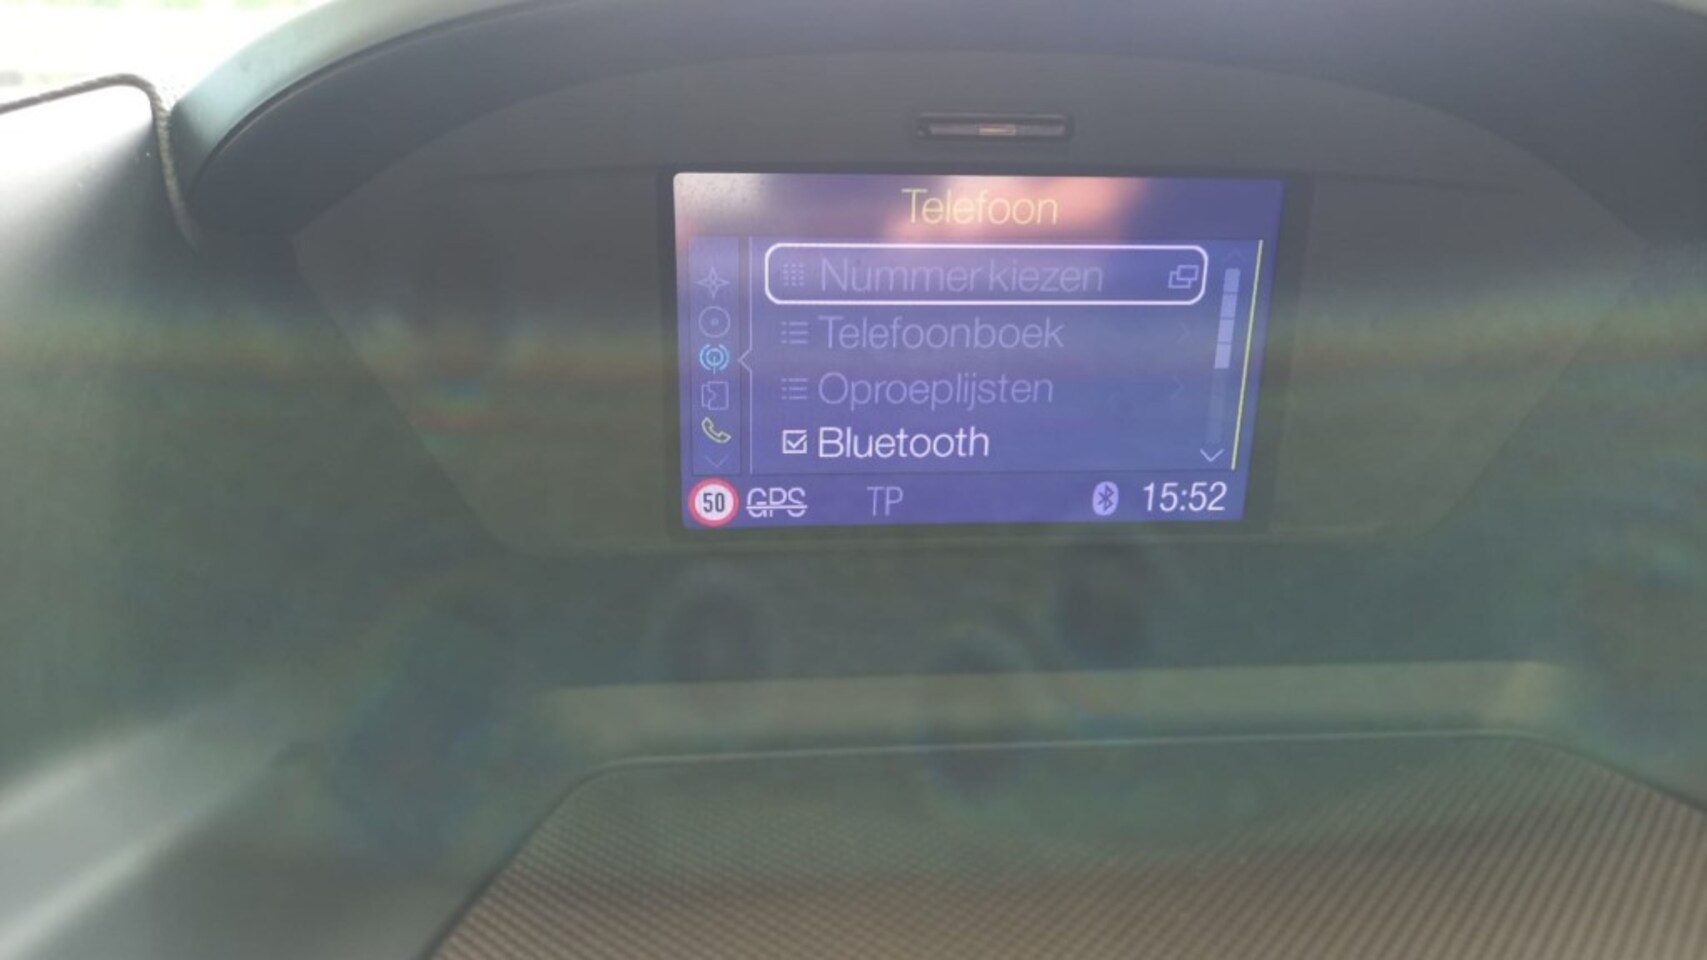 Telefoon
Nummer kiezen
Telefoonboek
Oproeplijsten
Bluetooth
50 GPS TP 15:52